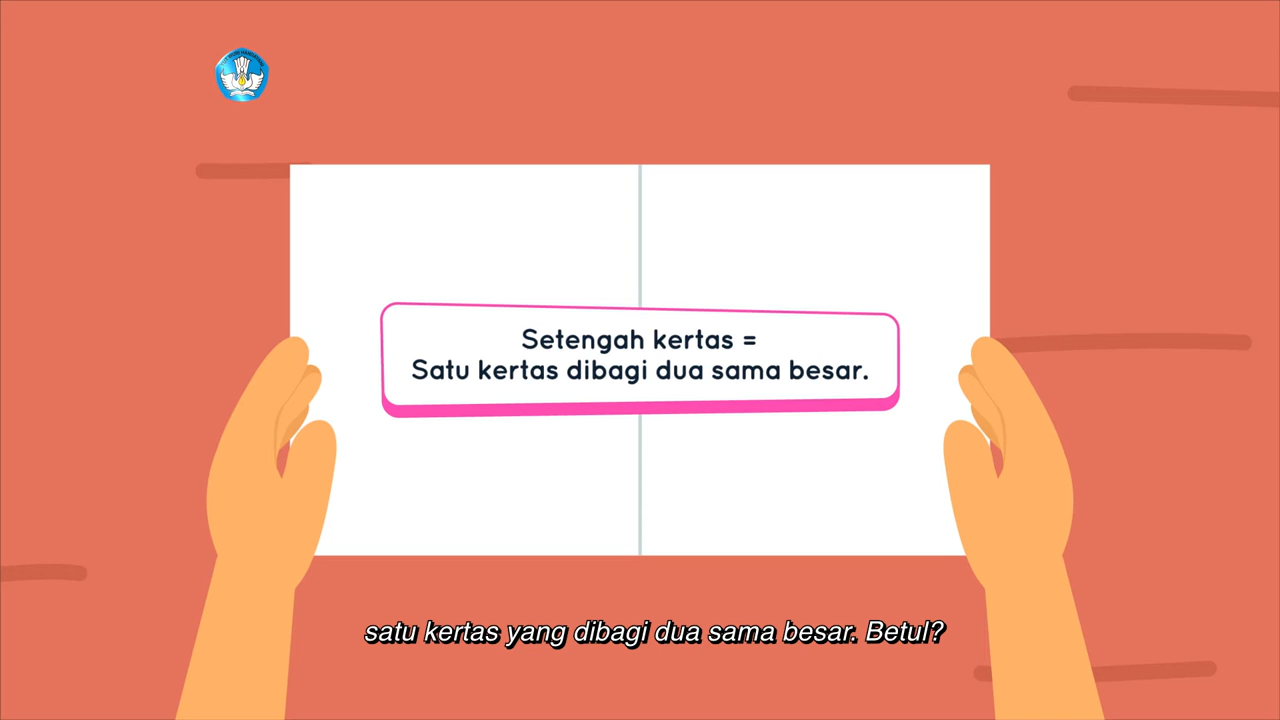 Setengah kertas =
Satu kertas dibagi dua sama besar.
satu kertas yang dibagi dua sama besar. Betul?